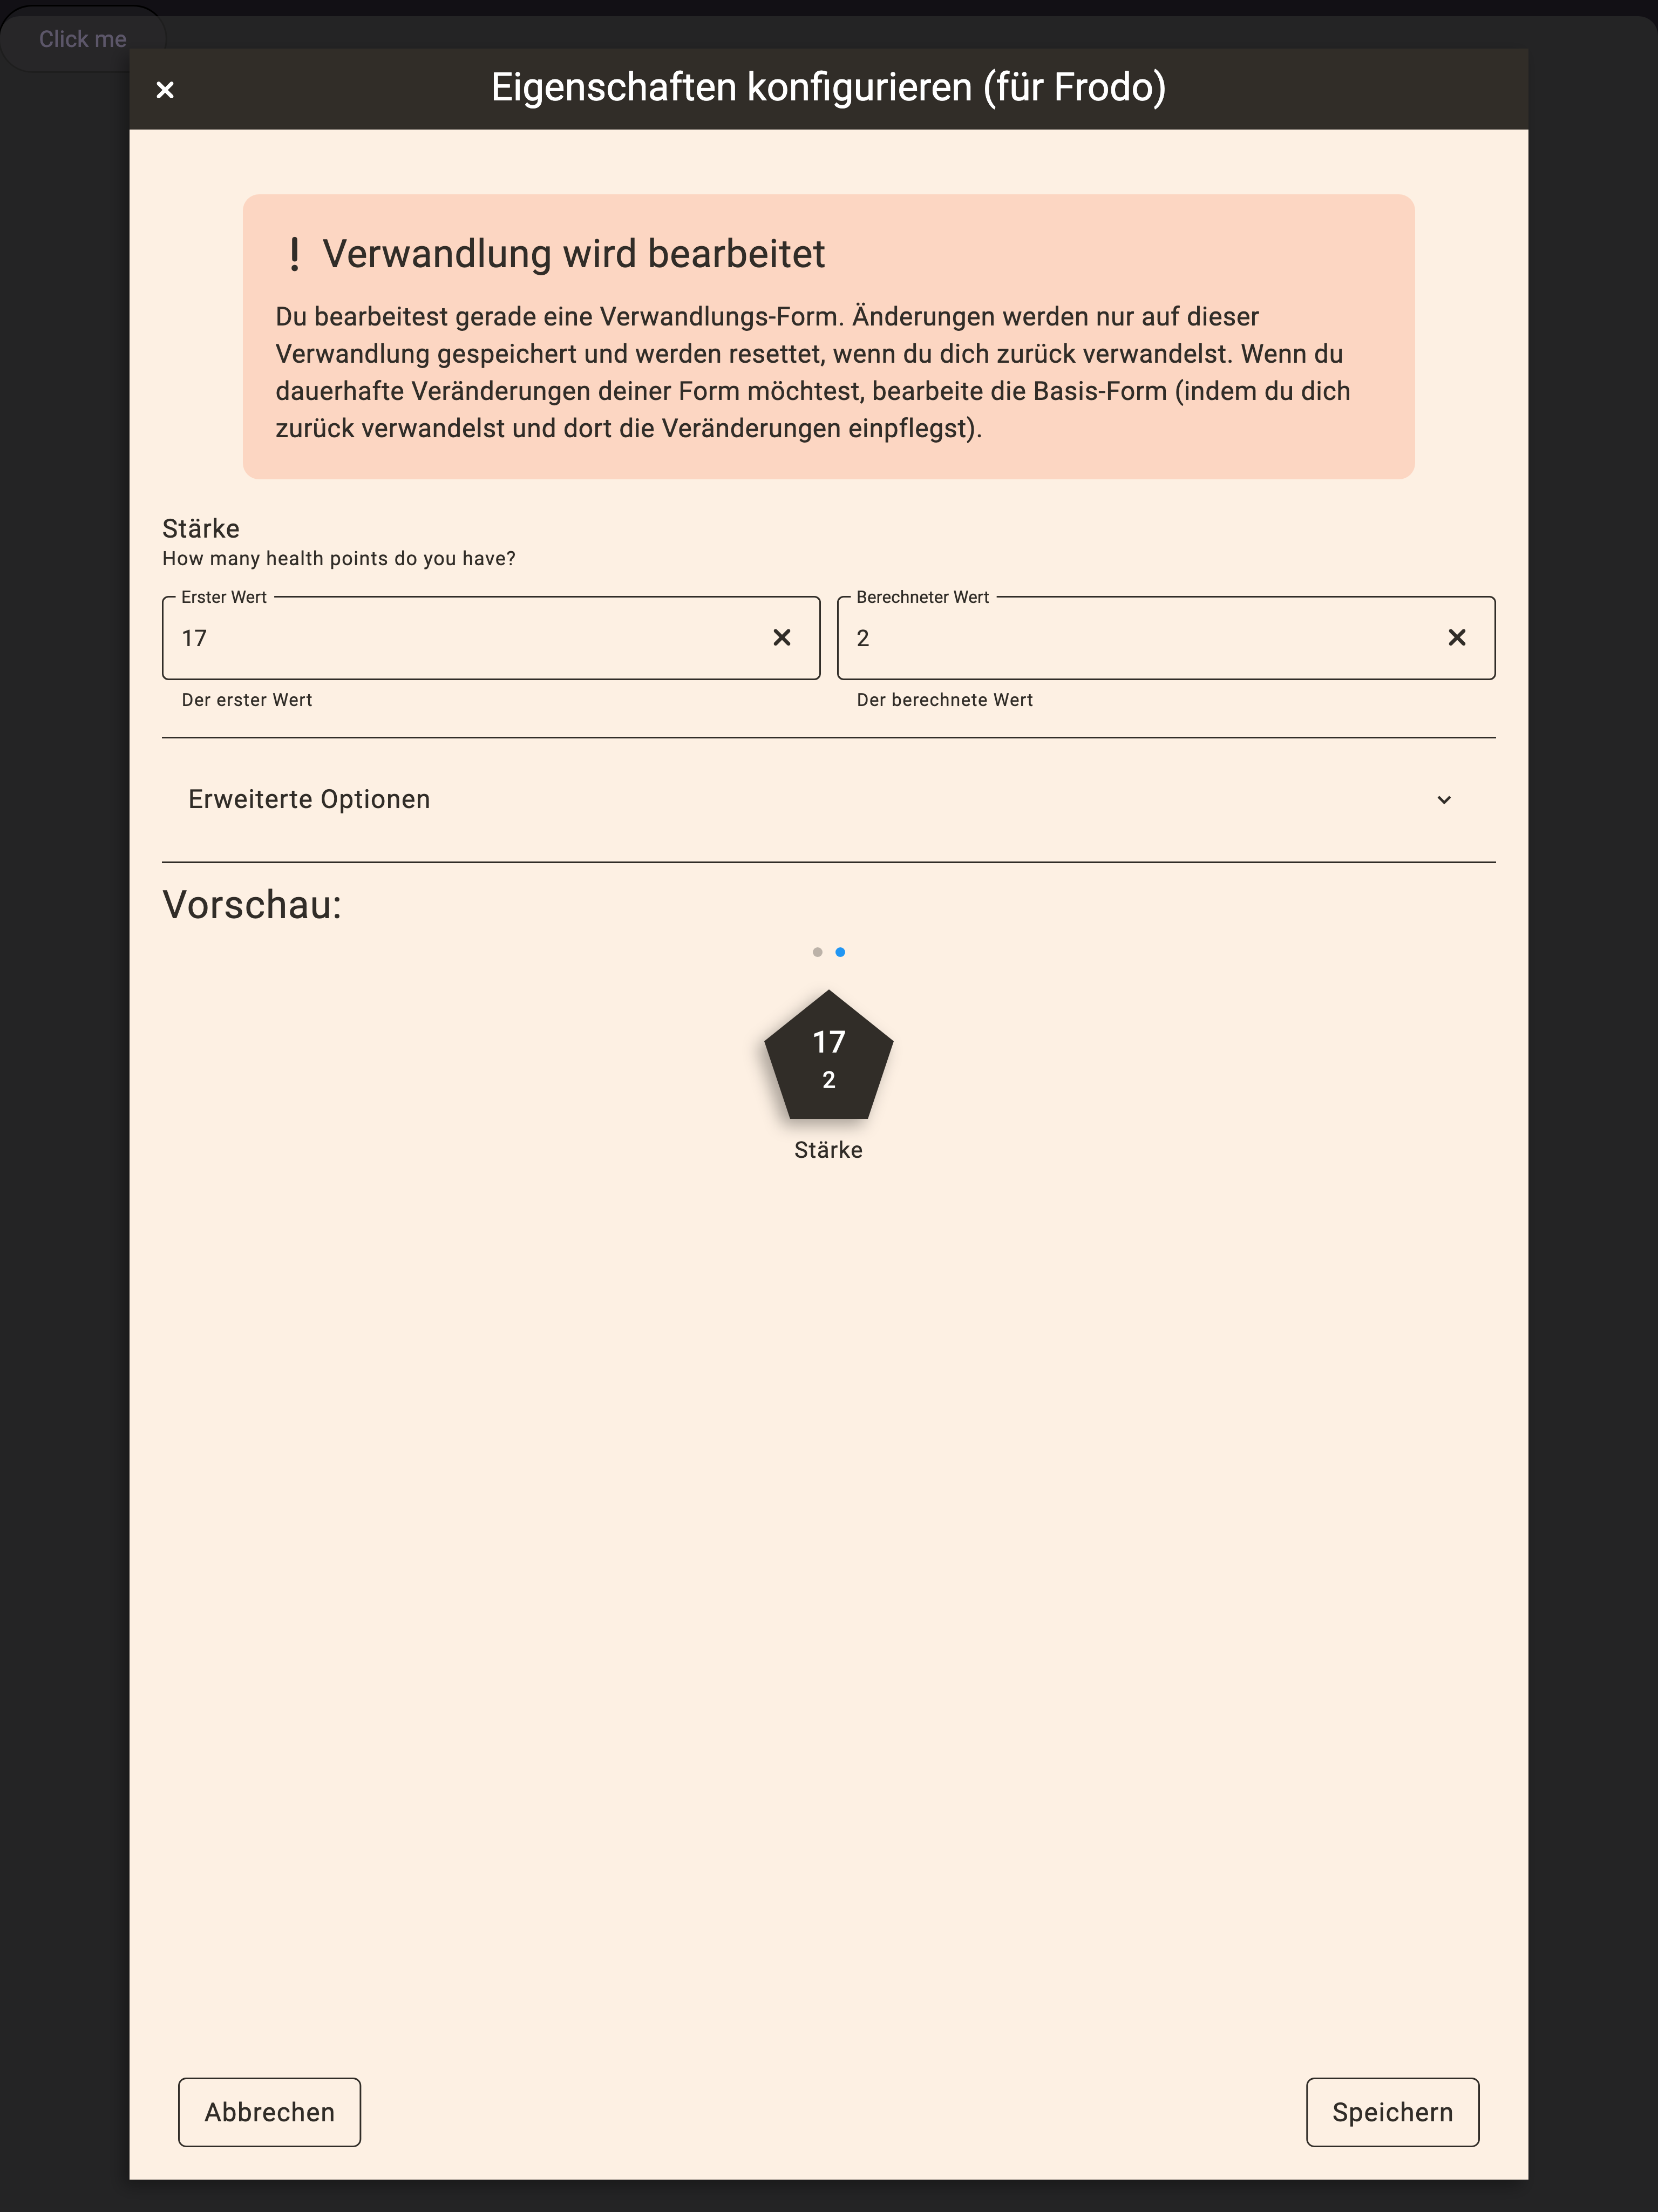 Click me
Eigenschaften konfigurieren (für Frodo)
Verwandlung wird bearbeitet
Du bearbeitest gerade eine Verwandlungs-Form. Änderungen werden nur auf dieser
Verwandlung gespeichert und werden resettet, wenn du dich zurück verwandelst. Wenn du
dauerhafte Veränderungen deiner Form möchtest, bearbeite die Basis-Form (indem du dich
zurück verwandelst und dort die Veränderungen einpflegst).
Stärke
How many health points do you have?
Erster Wert
17
Der erster Wert
Berechneter Wert
2
Der berechnete Wert
Erweiterte Optionen
Vorschau:
17
2
Stärke
Abbrechen
Speichern